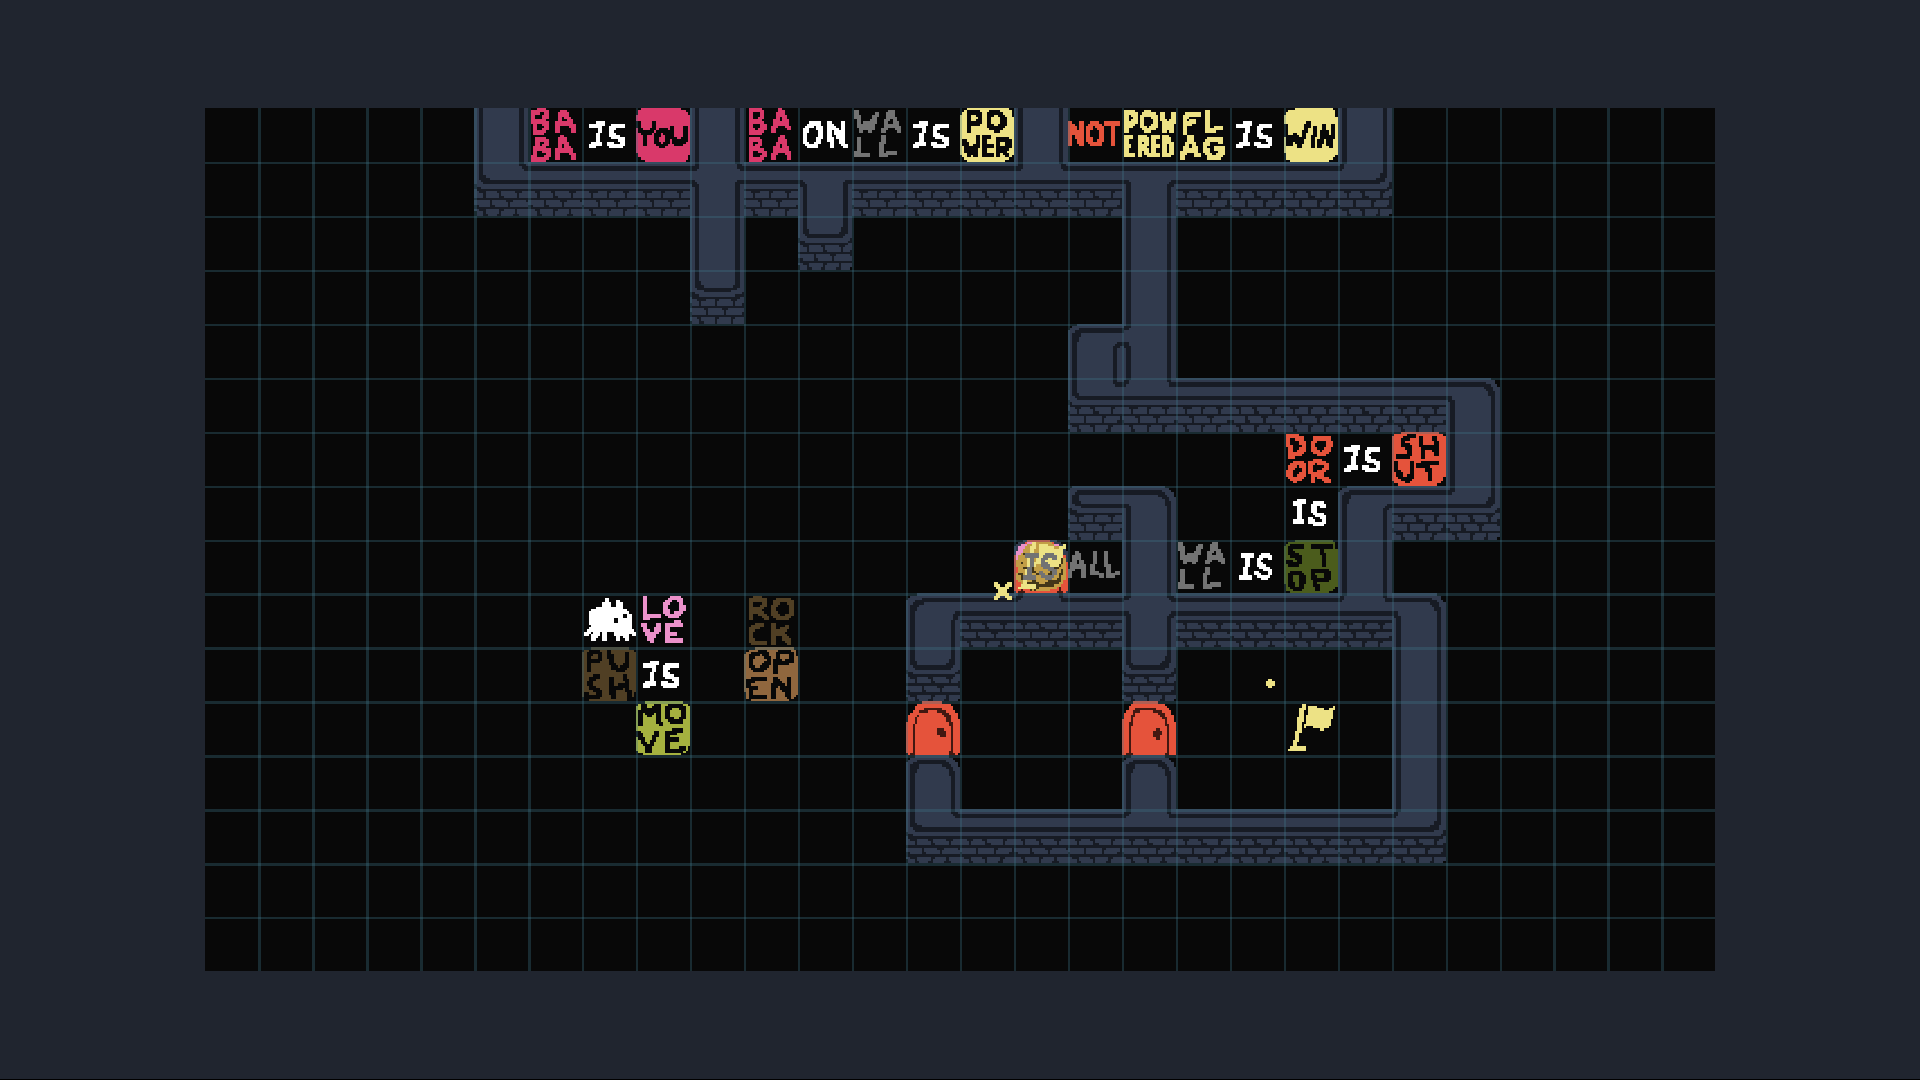 BABA IS YOU BABA ON WALL IS POWER NOT POWERED FLAG IS WIN
DOOR IS SHUT
IS
IS ALL WALL IS STOP
LOVE ROCK
PUSH IS OPEN
MOVE